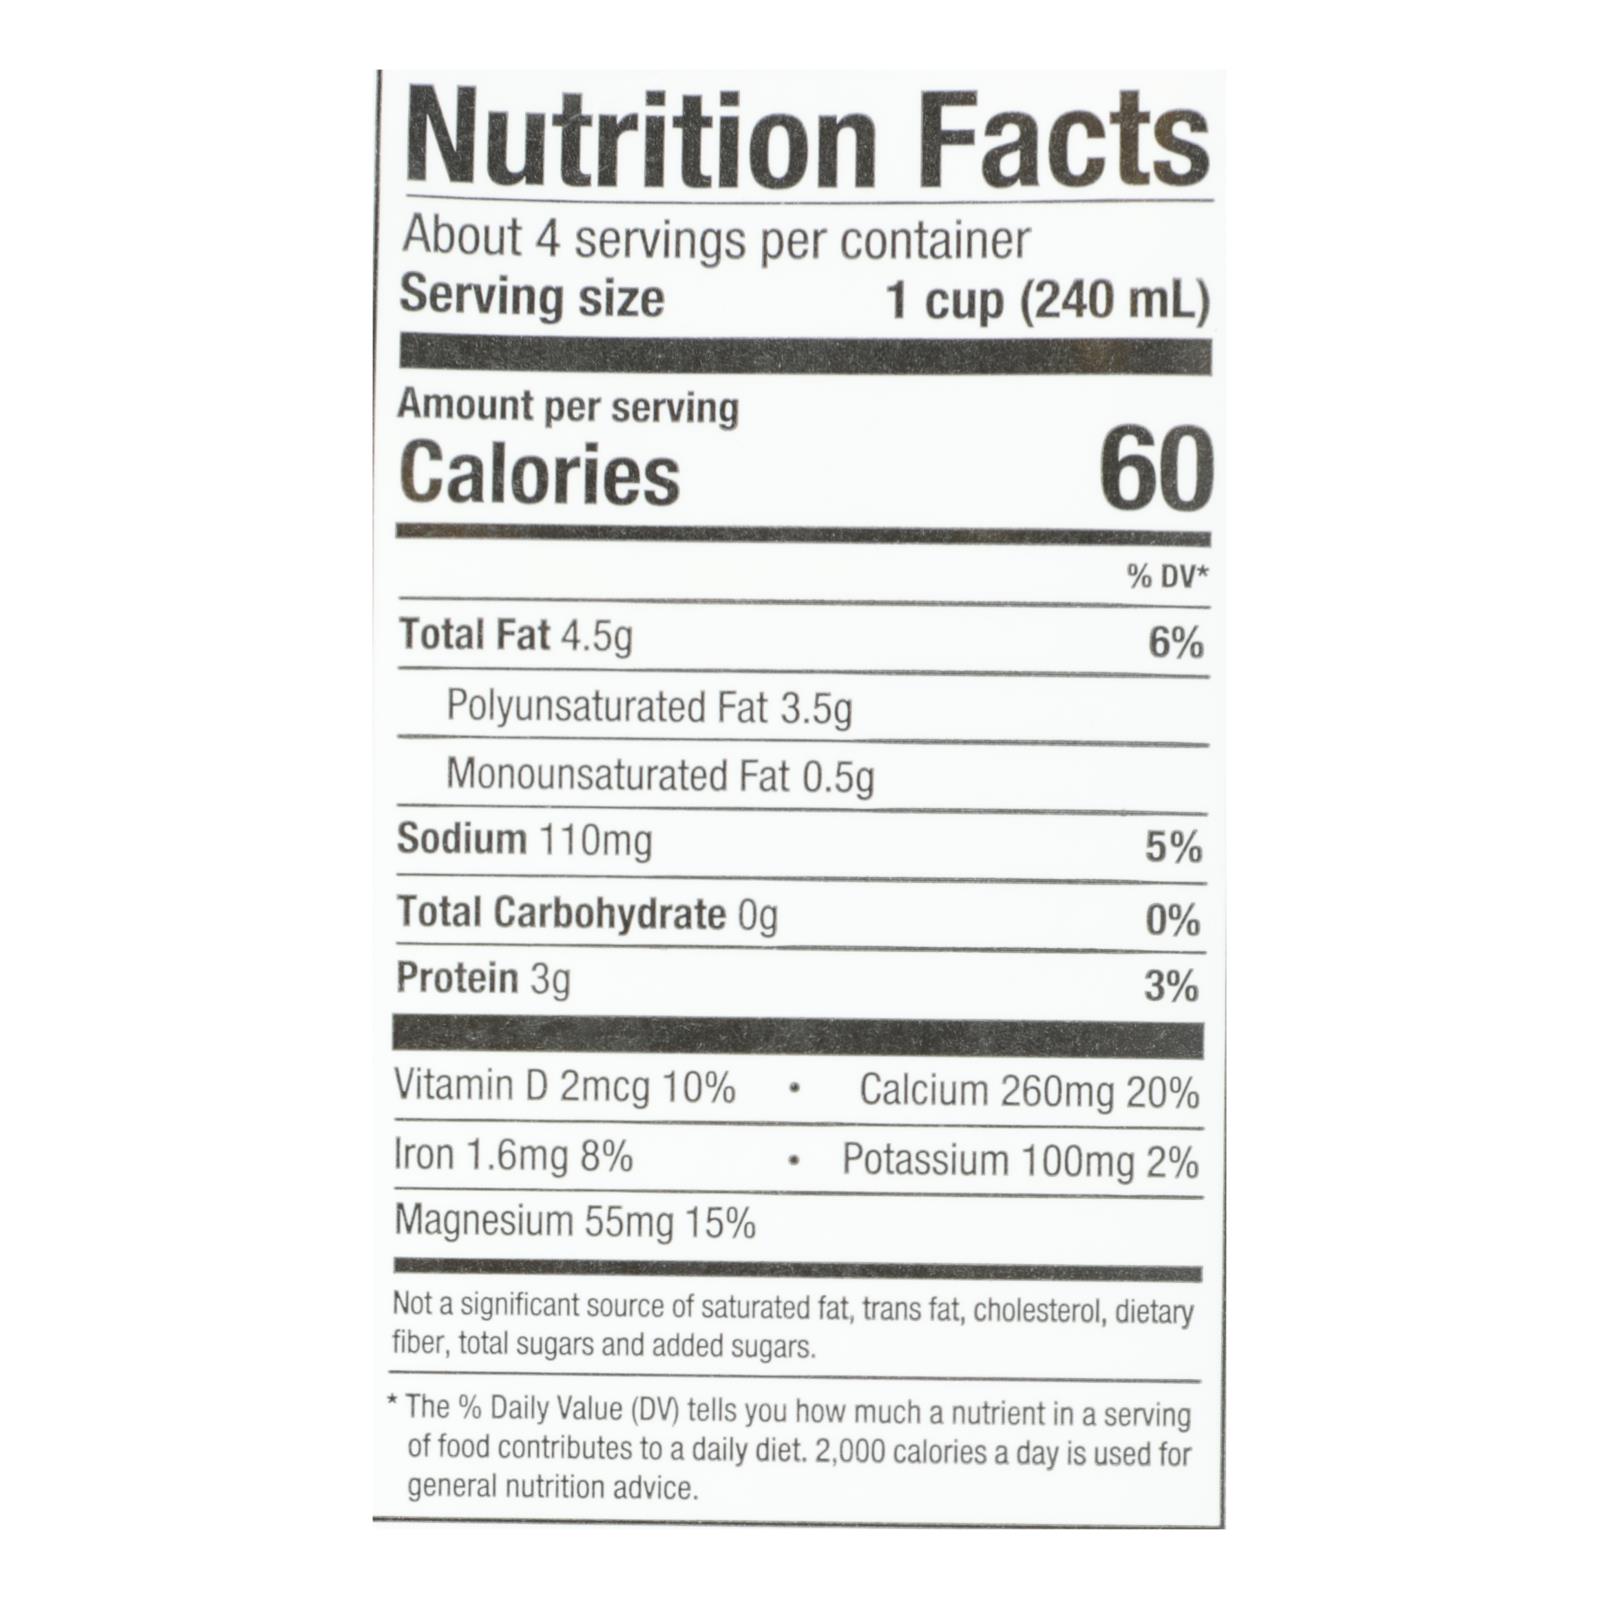 Nutrition Facts
About 4 servings per container
Serving size 1 cup (240 mL)
Amount per serving
Calories 60
% DV*
Total Fat 4.5g 6%
Polyunsaturated Fat 3.5g
Monounsaturated Fat 0.5g
Sodium 110mg 5%
Total Carbohydrate 0g 0%
Protein 3g 3%
Vitamin D 2mcg 10% • Calcium 260mg 20%
Iron 1.6mg 8% • Potassium 100mg 2%
Magnesium 55mg 15%
Not a significant source of saturated fat, trans fat, cholesterol, dietary
fiber, total sugars and added sugars.
* The % Daily Value (DV) tells you how much a nutrient in a serving
of food contributes to a daily diet. 2,000 calories a day is used for
general nutrition advice.